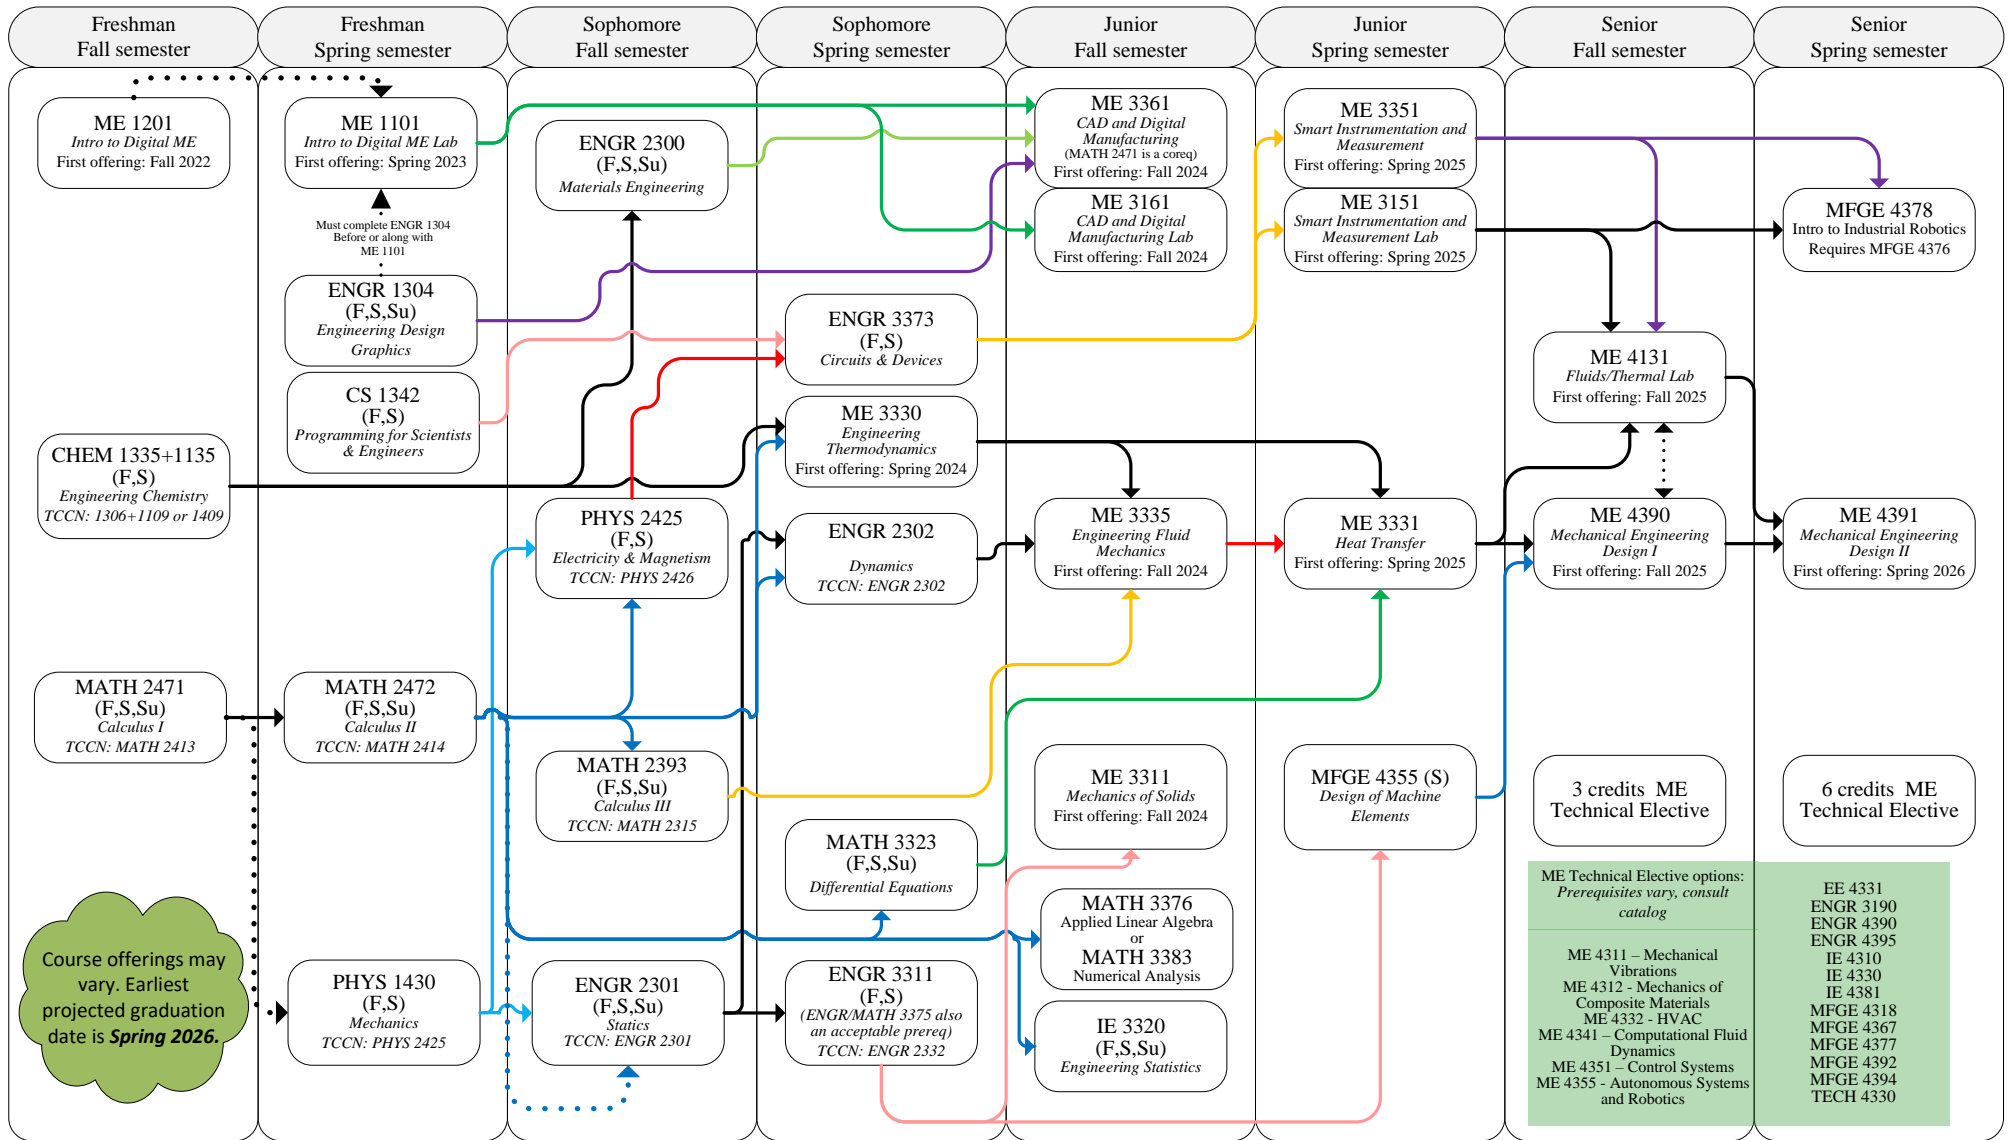 Freshman
Fall semester
Freshman
Spring semester
Sophomore
Fall semester
Sophomore
Spring semester
Junior
Fall semester
Junior
Spring semester
Senior
Fall semester
Senior
Spring semester
ME 1201
Intro to Digital ME
First offering: Fall 2022
CHEM 1335+1135
(F,S)
Engineering Chemistry
TCCN: 1306+1109 or 1409
MATH 2471
(F,S,Su)
Calculus I
TCCN: MATH 2413
Course offerings may
vary. Earliest
projected graduation
date is Spring 2026.
ME 1101
Intro to Digital ME Lab
First offering: Spring 2023
Must complete ENGR 1304
Before or along with
ME 1101
ENGR 1304
(F,S,Su)
Engineering Design
Graphics
CS 1342
(F,S)
Programming for Scientists
& Engineers
MATH 2472
(F,S,Su)
Calculus II
TCCN: MATH 2414
PHYS 1430
(F,S)
Mechanics
TCCN: PHYS 2425
ENGR 2300
(F,S,Su)
Materials Engineering
PHYS 2425
(F,S)
Electricity & Magnetism
TCCN: PHYS 2426
MATH 2393
(F,S,Su)
Calculus III
TCCN: MATH 2315
ENGR 2301
(F,S,Su)
Statics
TCCN: ENGR 2301
ENGR 3373
(F,S)
Circuits & Devices
ME 3330
Engineering
Thermodynamics
First offering: Spring 2024
ENGR 2302
Dynamics
TCCN: ENGR 2302
MATH 3323
(F,S,Su)
Differential Equations
ENGR 3311
(F,S)
(ENGR/MATH 3375 also
an acceptable prereq)
TCCN: ENGR 2332
ME 3361
CAD and Digital
Manufacturing
(MATH 2471 is a coreq)
First offering: Fall 2024
ME 3161
CAD and Digital
Manufacturing Lab
First offering: Fall 2024
ME 3335
Engineering Fluid
Mechanics
First offering: Fall 2024
ME 3311
Mechanics of Solids
First offering: Fall 2024
MATH 3376
Applied Linear Algebra
or
MATH 3383
Numerical Analysis
IE 3320
(F,S,Su)
Engineering Statistics
ME 3351
Smart Instrumentation and
Measurement
First offering: Spring 2025
ME 3151
Smart Instrumentation and
Measurement Lab
First offering: Spring 2025
ME 3331
Heat Transfer
First offering: Spring 2025
MFGE 4355 (S)
Design of Machine
Elements
ME 4131
Fluids/Thermal Lab
First offering: Fall 2025
ME 4390
Mechanical Engineering
Design I
First offering: Fall 2025
3 credits ME
Technical Elective
ME Technical Elective options:
Prerequisites vary, consult
catalog
ME 4311 – Mechanical
Vibrations
ME 4312 - Mechanics of
Composite Materials
ME 4332 - HVAC
ME 4341 – Computational Fluid
Dynamics
ME 4351 – Control Systems
ME 4355 - Autonomous Systems
and Robotics
MFGE 4378
Intro to Industrial Robotics
Requires MFGE 4376
ME 4391
Mechanical Engineering
Design II
First offering: Spring 2026
6 credits ME
Technical Elective
EE 4331
ENGR 3190
ENGR 4390
ENGR 4395
IE 4310
IE 4330
IE 4381
MFGE 4318
MFGE 4367
MFGE 4377
MFGE 4392
MFGE 4394
TECH 4330